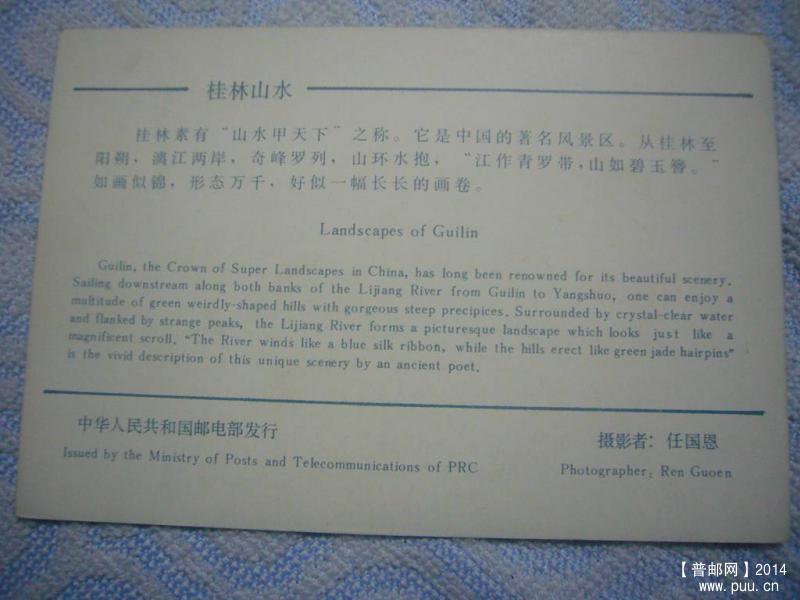 桂林山水
桂林素有“山水甲天下”之称。它是中国的著名风景区。从桂林至
阳朔，漓江两岸，奇峰罗列，山环水抱，“江作青罗带，山如碧玉簪。”
如画似锦，形态万千，好似一幅长长的画卷。
Landscapes of Guilin
Guilin, the Crown of Super Landscapes in China, has long been renowned for its beautiful scenery.
Sailing downstream along both banks of the Lijiang River from Guilin to Yangshuo, one can enjoy a
multitude of green weirdly-shaped hills with gorgeous steep precipices. Surrounded by crystal-clear water
and flanked by strange peaks, the Lijiang River forms a picturesque landscape which looks just like a
magnificent scroll. “The River winds like a blue silk ribbon, while the hills erect like green jade hairpins”
is the vivid description of this unique scenery by an ancient poet.
中华人民共和国邮电部发行
摄影者：任国恩
Issued by the Ministry of Posts and Telecommunications of PRC
Photographer: Ren Guoen
【普邮网】2014
www.puu.cn